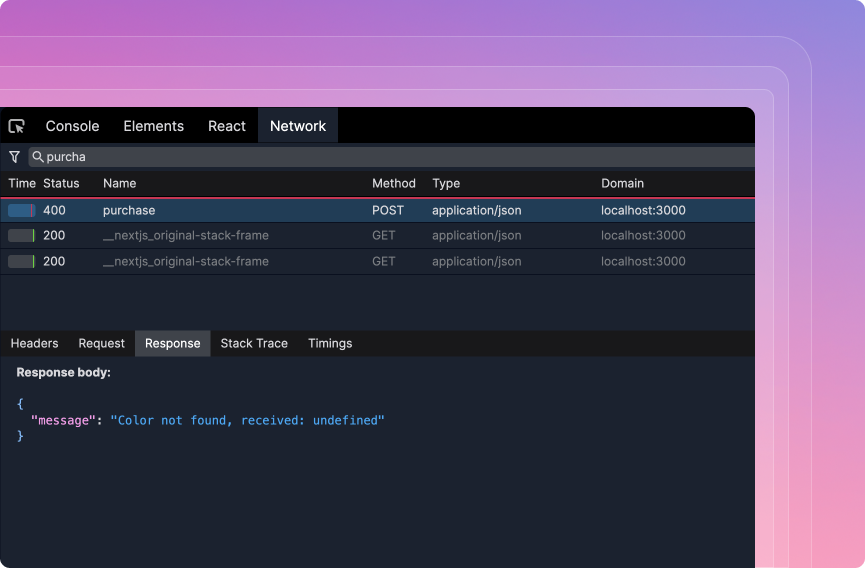 Console Elements React Network
purcha
Time Status Name Method Type Domain
400 purchase POST application/json localhost:3000
200 __nextjs_original-stack-frame GET application/json localhost:3000
200 __nextjs_original-stack-frame GET application/json localhost:3000
Headers Request Response Stack Trace Timings
Response body:
{
"message": "Color not found, received: undefined"
}